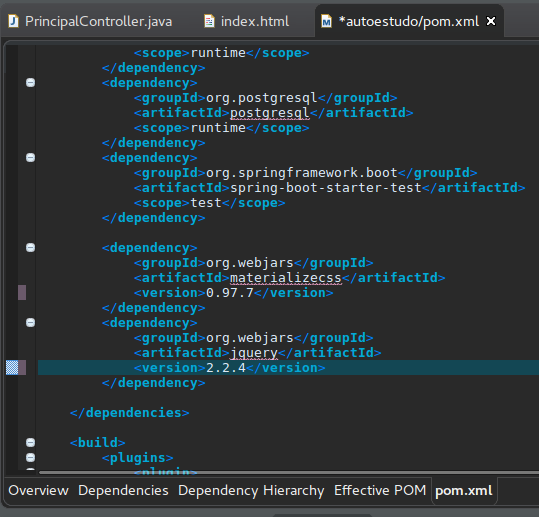 PrincipalController.java index.html *autoestudo/pom.xml
<scope>runtime</scope>
</dependency>
<dependency>
<groupId>org.postgresql</groupId>
<artifactId>postgresql</artifactId>
<scope>runtime</scope>
</dependency>
<dependency>
<groupId>org.springframework.boot</groupId>
<artifactId>spring-boot-starter-test</artifactId>
<scope>test</scope>
</dependency>
<dependency>
<groupId>org.webjars</groupId>
<artifactId>materializecss</artifactId>
<version>0.97.7</version>
</dependency>
<dependency>
<groupId>org.webjars</groupId>
<artifactId>jquery</artifactId>
<version>2.2.4</version>
</dependency>
</dependencies>
<build>
<plugins>
<plugin>
Overview Dependencies Dependency Hierarchy Effective POM pom.xml